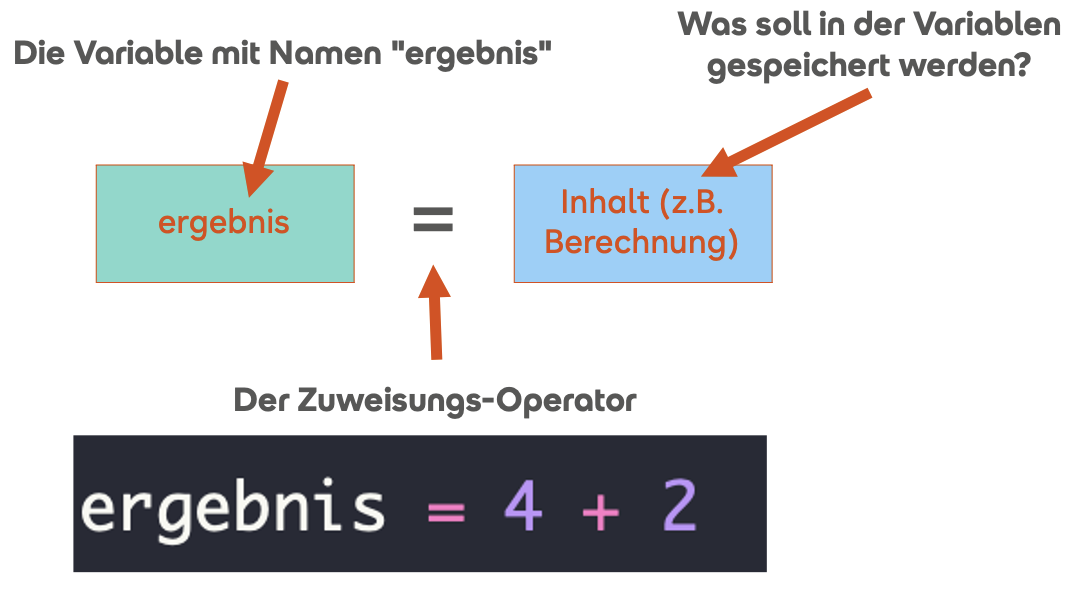 Die Variable mit Namen "ergebnis"
Was soll in der Variablen
gespeichert werden?
ergebnis
=
Inhalt (z.B.
Berechnung)
Der Zuweisungs-Operator
ergebnis = 4 + 2